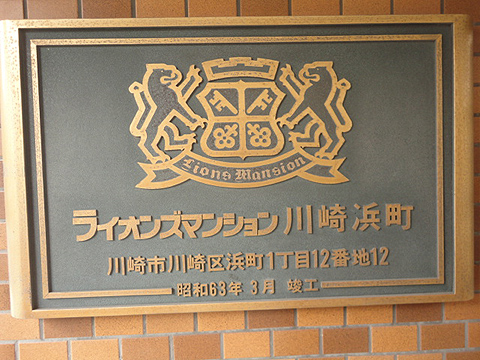 Lions Mansion
ライオンズマンション川崎浜町
川崎市川崎区浜町1丁目12番地12
昭和63年 3月 竣工